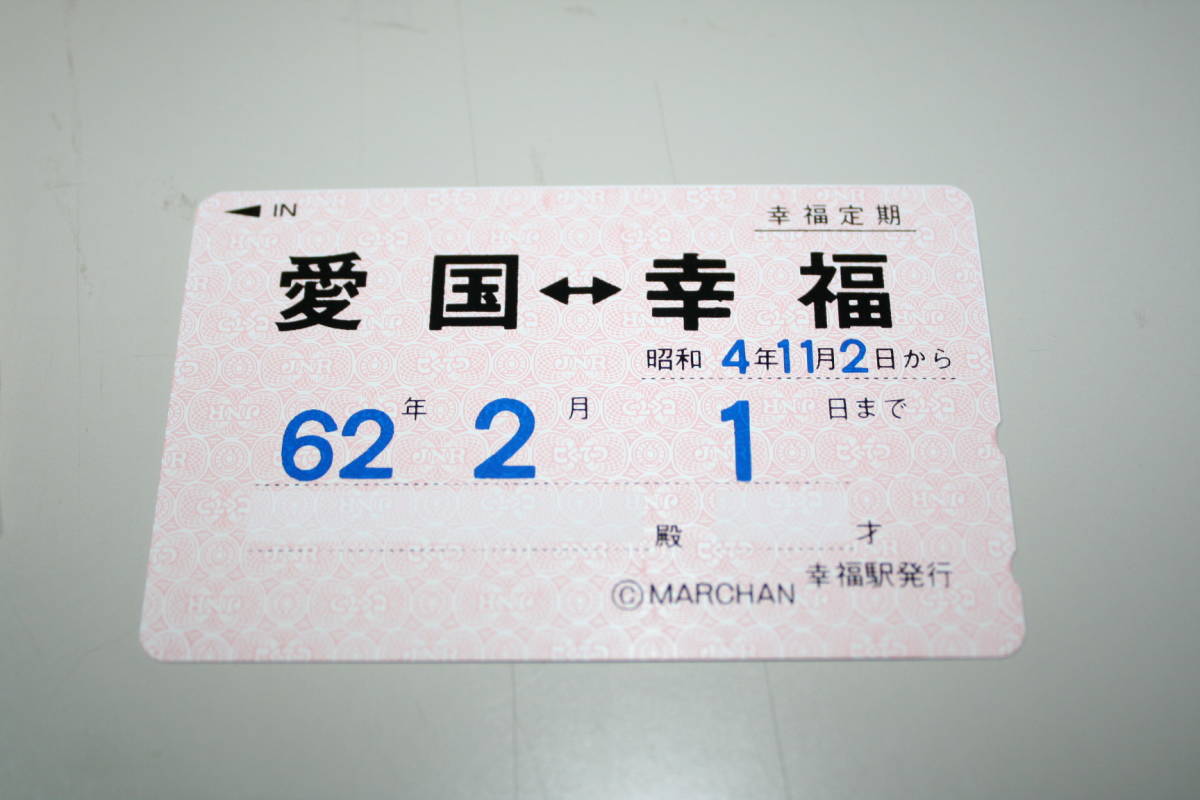 ◀ IN
幸福定期
愛国↔幸福
昭和 4年11月2日から
62年 2月 1日まで
殿 才
幸福駅発行
©MARCHAN